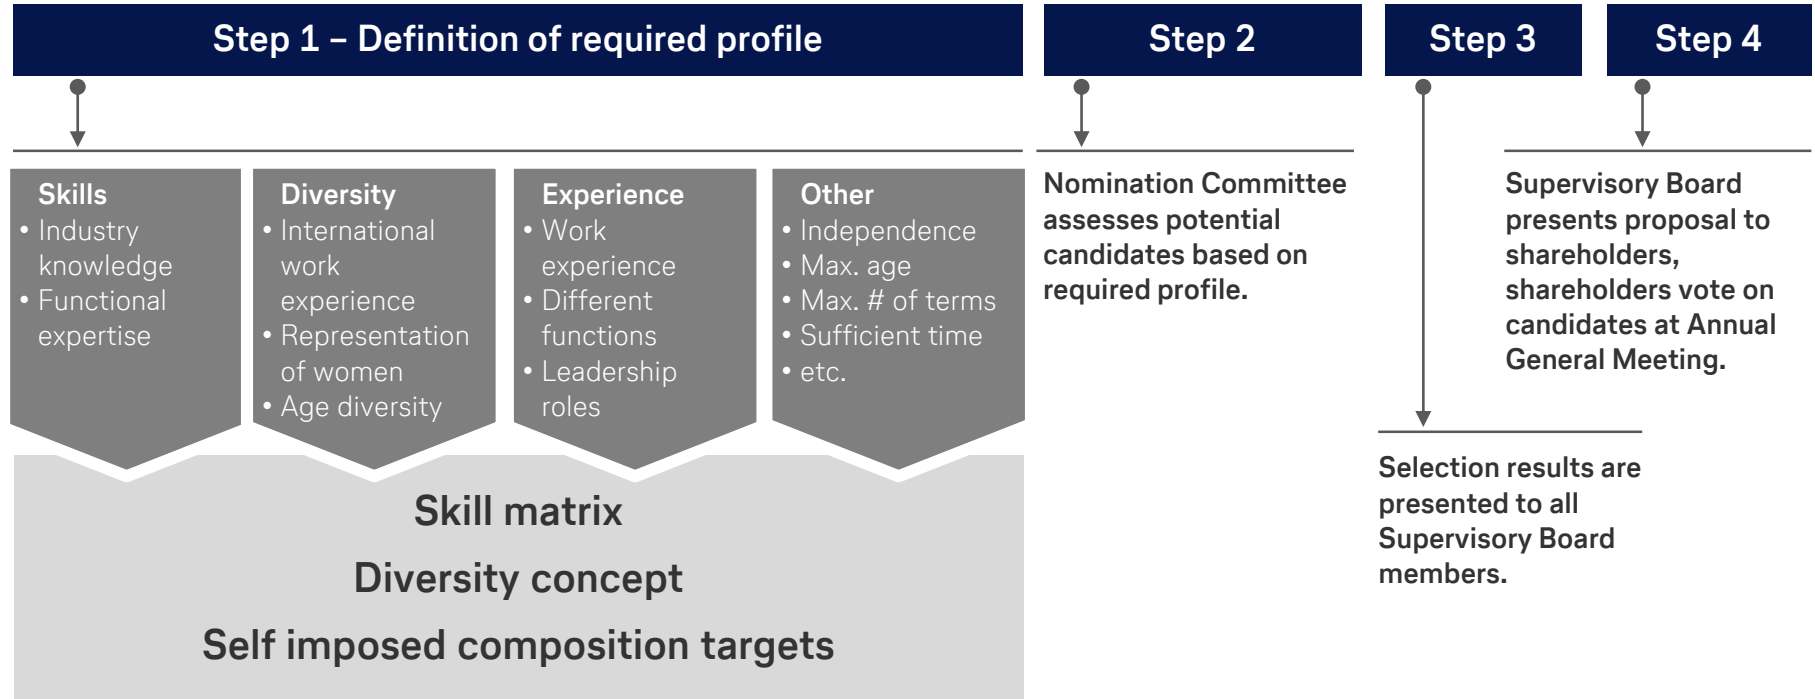 Step 1 – Definition of required profile
Step 2
Step 3
Step 4
Skills
• Industry
knowledge
• Functional
expertise
Diversity
• International
work
experience
• Representation
of women
• Age diversity
Experience
• Work
experience
• Different
functions
• Leadership
roles
Other
• Independence
• Max. age
• Max. # of terms
• Sufficient time
• etc.
Skill matrix
Diversity concept
Self imposed composition targets
Nomination Committee
assesses potential
candidates based on
required profile.
Selection results are
presented to all
Supervisory Board
members.
Supervisory Board
presents proposal to
shareholders,
shareholders vote on
candidates at Annual
General Meeting.